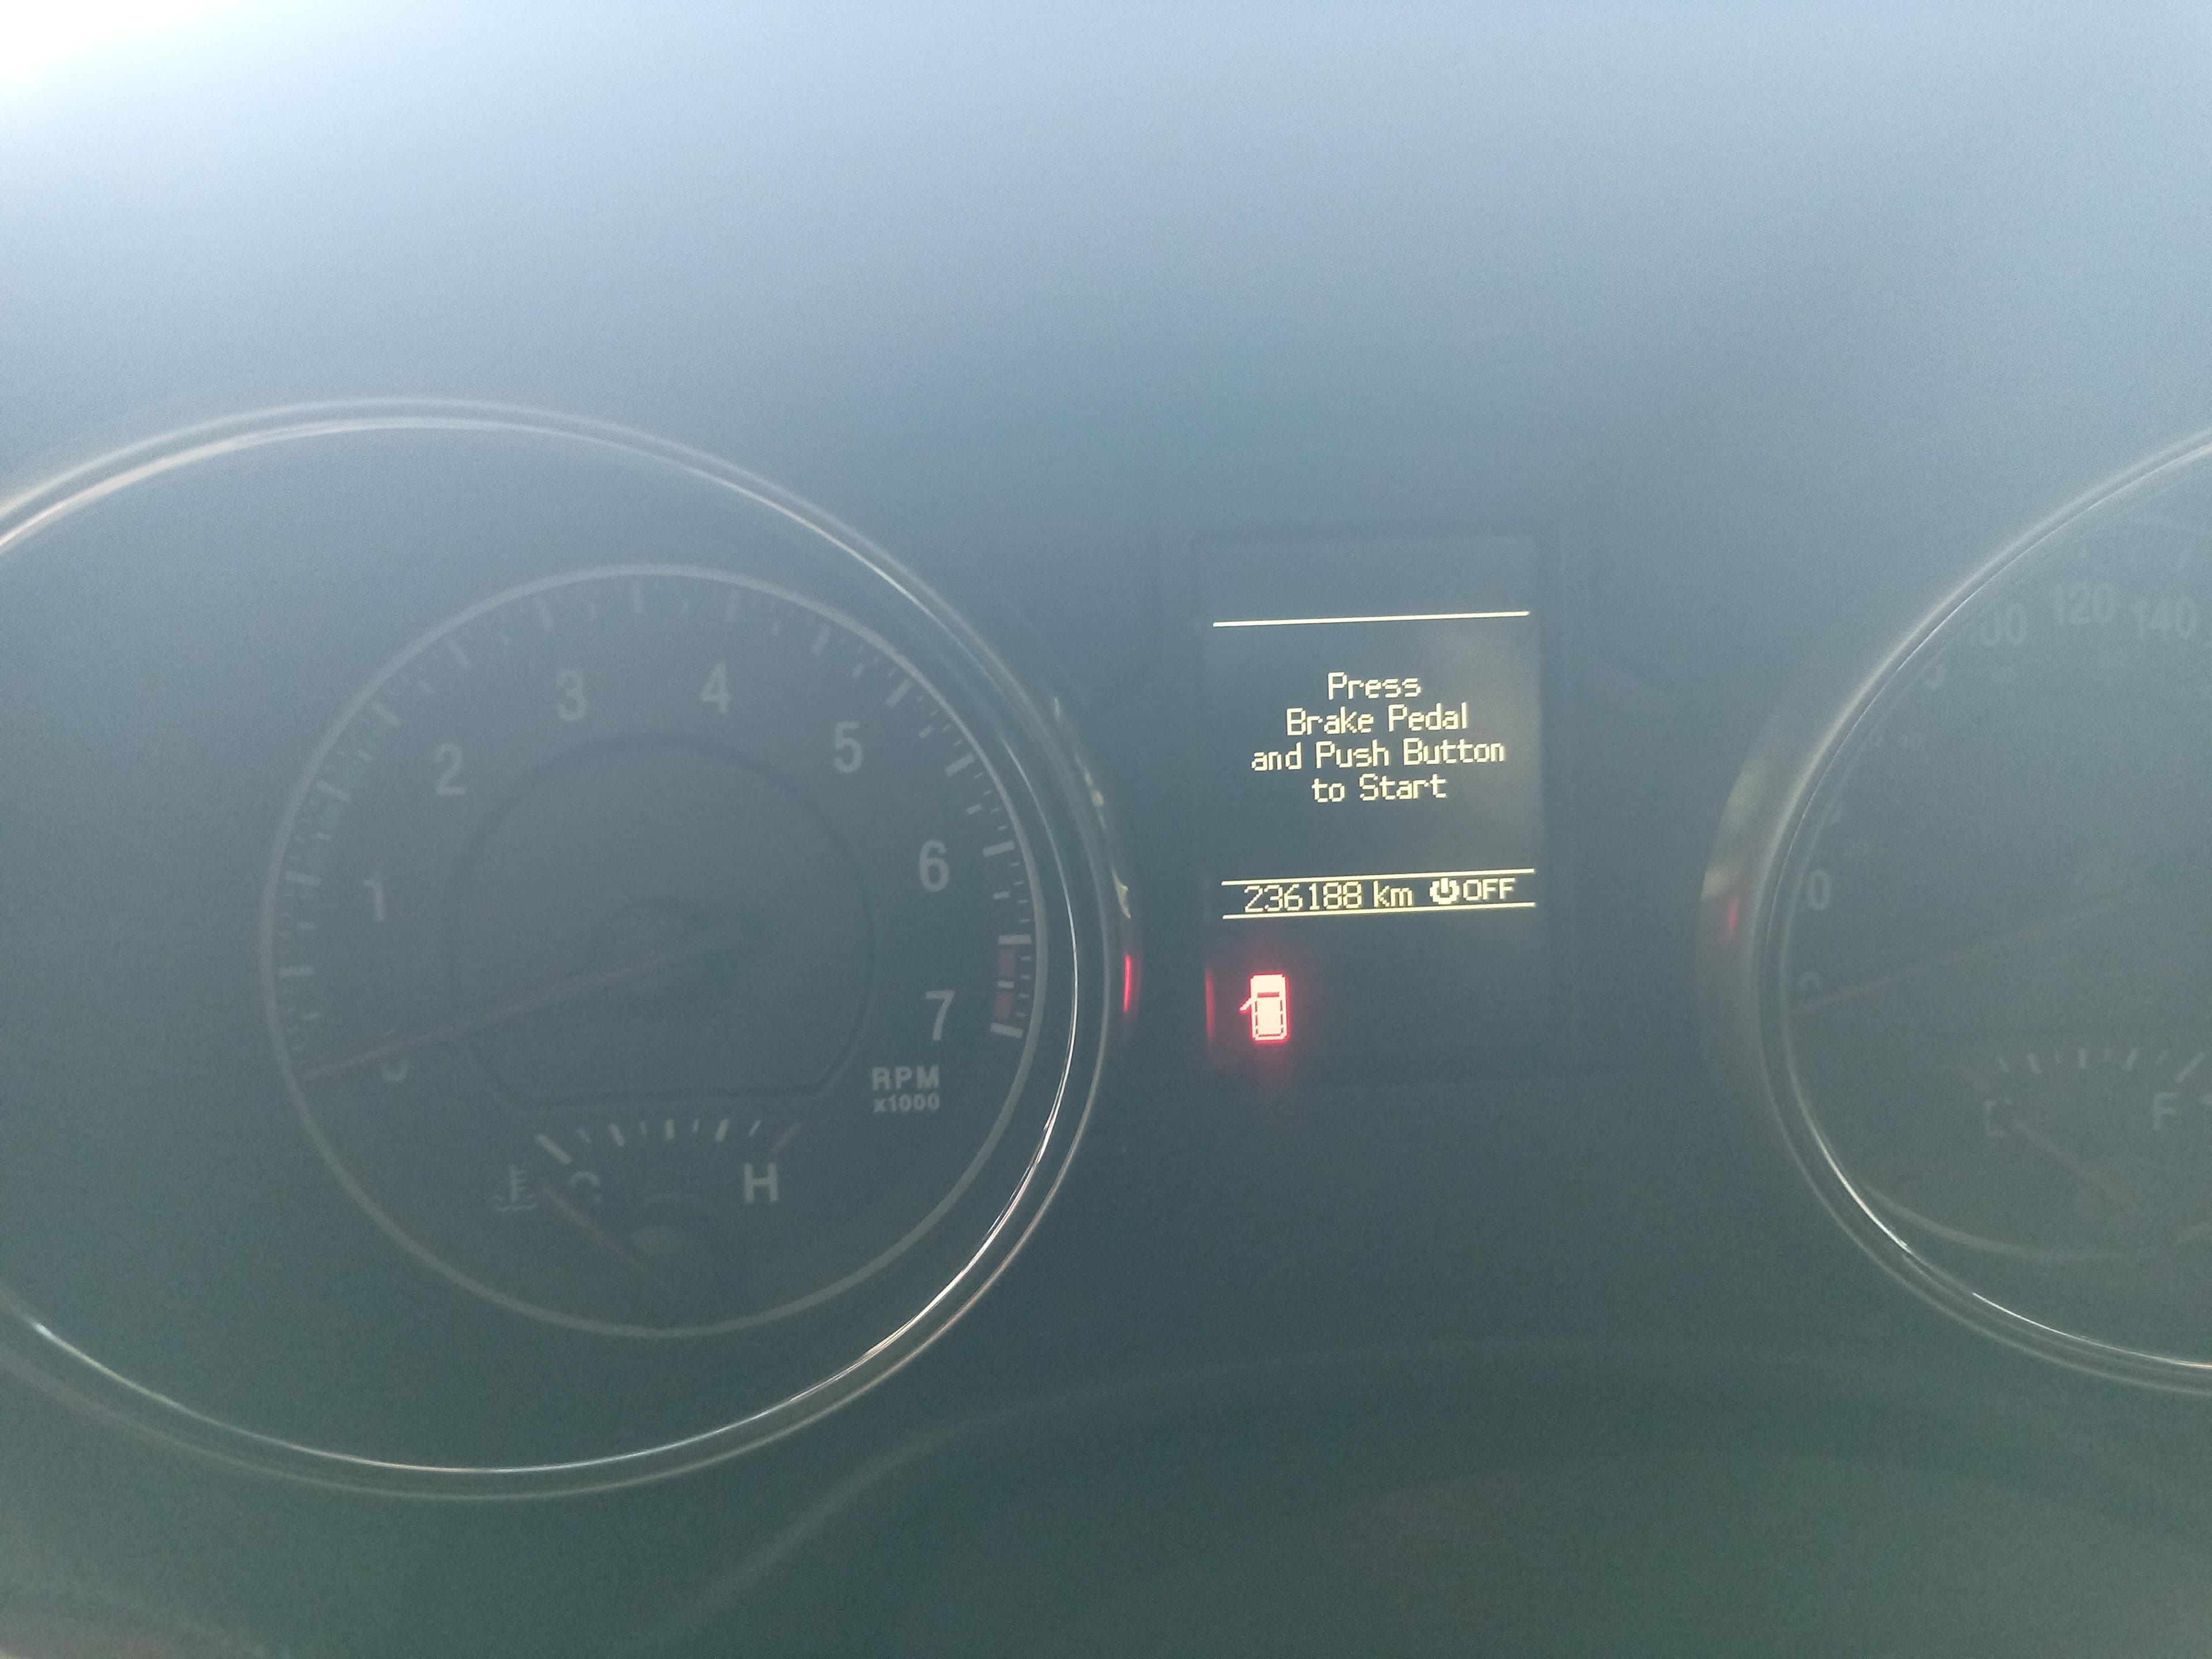 1
2
3
4
5
6
7
RPM
x1000
H
Press
Brake Pedal
and Push Button
to Start
236188 km OFF
120
140
F